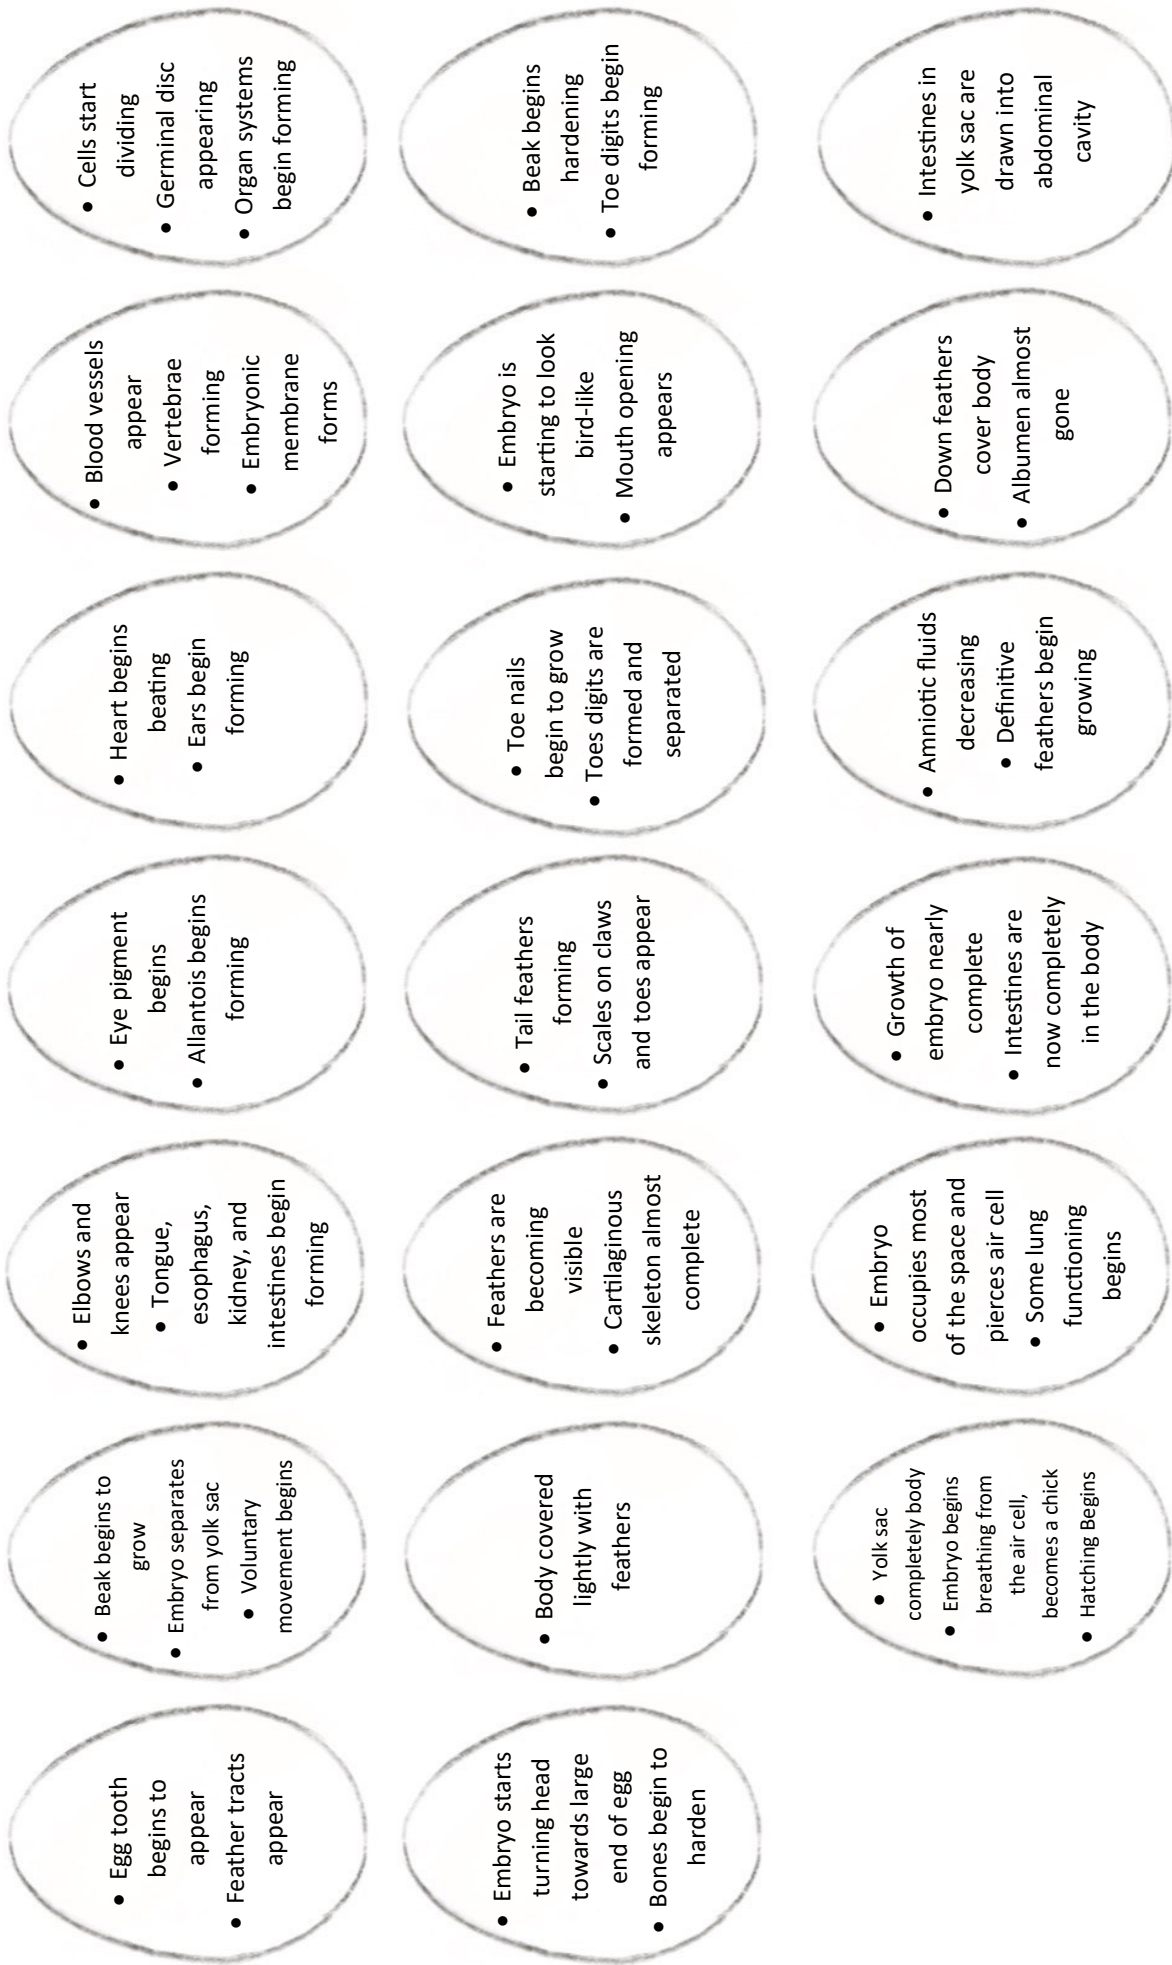 • Egg tooth
begins to
appear
• Feather tracts
appear
• Beak begins to
grow
• Embryo separates
from yolk sac
• Voluntary
movement begins
• Elbows and
knees appear
• Tongue,
esophagus,
kidney, and
intestines begin
forming
• Eye pigment
begins
• Allantois begins
forming
• Heart begins
beating
• Ears begin
forming
• Blood vessels
appear
• Vertebrae
forming
• Embryonic
membrane
forms
• Cells start
dividing
• Germinal disc
appearing
• Organ systems
begin forming
• Embryo starts
turning head
towards large
end of egg
• Bones begin to
harden
• Body covered
lightly with
feathers
• Feathers are
becoming
visible
• Cartilaginous
skeleton almost
complete
• Tail feathers
forming
• Scales on claws
and toes appear
• Toe nails
begin to grow
• Toes digits are
formed and
separated
• Embryo is
starting to look
bird-like
• Mouth opening
appears
• Beak begins
hardening
• Toe digits begin
forming
• Yolk sac
completely body
• Embryo begins
breathing from
the air cell,
becomes a chick
• Hatching Begins
• Embryo
occupies most
of the space and
pierces air cell
• Some lung
functioning
begins
• Growth of
embryo nearly
complete
• Intestines are
now completely
in the body
• Amniotic fluids
decreasing
• Definitive
feathers begin
growing
• Down feathers
cover body
• Albumen almost
gone
• Intestines in
yolk sac are
drawn into
abdominal
cavity